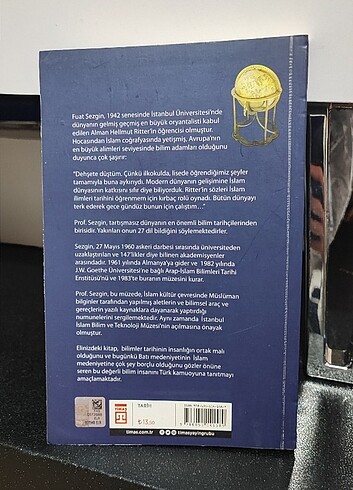 Fuat Sezgin, 1942 senesinde İstanbul Üniversitesi'nde
dünyanın gelmiş geçmiş en büyük oryantalisti kabul
edilen Alman Hellmut Ritter'in öğrencisi olmuştur.
Hocasından İslam coğrafyasında yetişmiş, Avrupa'nın
en büyük alimleri seviyesinde bilim adamları olduğunu
duyunca çok şaşırır:
"Dehşete düştüm. Çünkü ilkokulda, lisede öğrendiğimiz şeyler
tamamıyla buna aykırıydı. Modern dünyanın gelişimine İslam
dünyasının katkısını sıfır diye biliyorduk. Ritter'in sözleri İslam
ilimleri tarihini öğrenmem için kırbaç rolü oynadı. Bütün dünyayı
terk ederek gece gündüz bunun için çalıştım..."
Prof. Sezgin, tartışmasız dünyanın en önemli bilim tarihçilerinden
birisidir. Yakınları onun 27 dil bildiğini söylemektedirler.
Sezgin, 27 Mayıs 1960 askeri darbesi sırasında üniversiteden
uzaklaştırılan ve 147'likler diye bilinen akademisyenler
arasındadır. 1961 yılında Almanya'ya gider ve 1982 yılında
J.W. Goethe Üniversitesi'ne bağlı Arap-İslam Bilimleri Tarihi
Enstitüsü'nü ve 1983'te buranın müzesini kurar.
Prof. Sezgin, bu müzede, İslam kültür çevresinde Müslüman
bilginler tarafından yapılmış aletlerin ve bilimsel araç ve
gereçlerin yazılı kaynaklara dayanarak yaptırdığı
numunelerini sergilemektedir. Aynı zamanda İstanbul
İslam Bilim ve Teknoloji Müzesi'nin açılmasına önayak
olmuştur.
Elinizdeki kitap, bilimler tarihinin insanlığın ortak malı
olduğunu ve bugünkü Batı medeniyetinin İslam
medeniyetine çok şey borçlu olduğunu gözler önüne
seren bu değerli bilim insanını Türk kamuoyuna tanıtmayı
amaçlamaktadır.
timaş
TARİH
₺13,50
timas.com.tr
timasyayingrubu